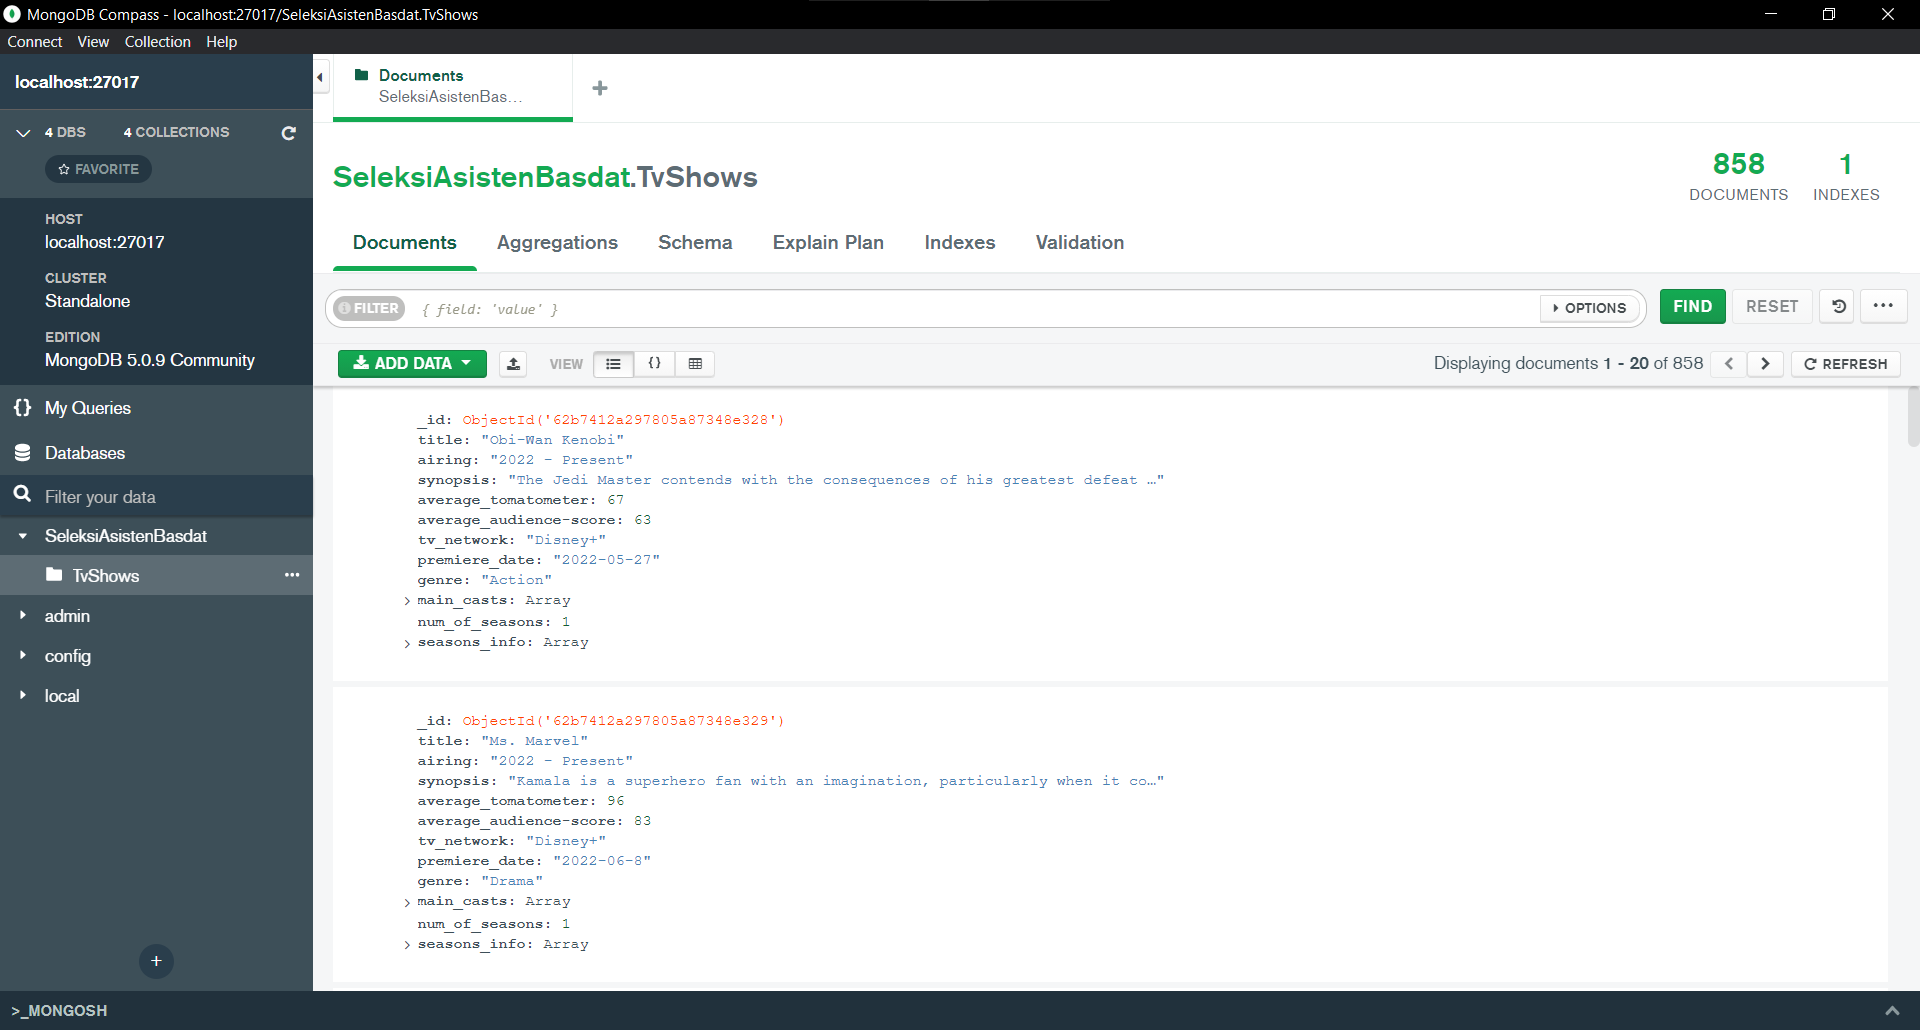 MongoDB Compass - localhost:27017/SeleksiAsistenBasdat.TvShows
Connect View Collection Help
localhost:27017
4 DBS 4 COLLECTIONS
FAVORITE
HOST
localhost:27017
CLUSTER
Standalone
EDITION
MongoDB 5.0.9 Community
{} My Queries
Databases
Filter your data
SeleksiAsistenBasdat
TvShows ...
admin
config
local
+
Documents
SeleksiAsistenBas...
+
SeleksiAsistenBasdat.TvShows
858
DOCUMENTS
1
INDEXES
Documents Aggregations Schema Explain Plan Indexes Validation
FILTER { field: 'value' } OPTIONS FIND RESET ...
ADD DATA VIEW {} Displaying documents 1 - 20 of 858 < > REFRESH
_id: ObjectId('62b7412a297805a87348e328')
title: "Obi-Wan Kenobi"
airing: "2022 - Present"
synopsis: "The Jedi Master contends with the consequences of his greatest defeat …"
average_tomatometer: 67
average_audience-score: 63
tv_network: "Disney+"
premiere_date: "2022-05-27"
genre: "Action"
> main_casts: Array
num_of_seasons: 1
> seasons_info: Array
_id: ObjectId('62b7412a297805a87348e329')
title: "Ms. Marvel"
airing: "2022 - Present"
synopsis: "Kamala is a superhero fan with an imagination, particularly when it co…"
average_tomatometer: 96
average_audience-score: 83
tv_network: "Disney+"
premiere_date: "2022-06-8"
genre: "Drama"
> main_casts: Array
num_of_seasons: 1
> seasons_info: Array
>_MONGOSH